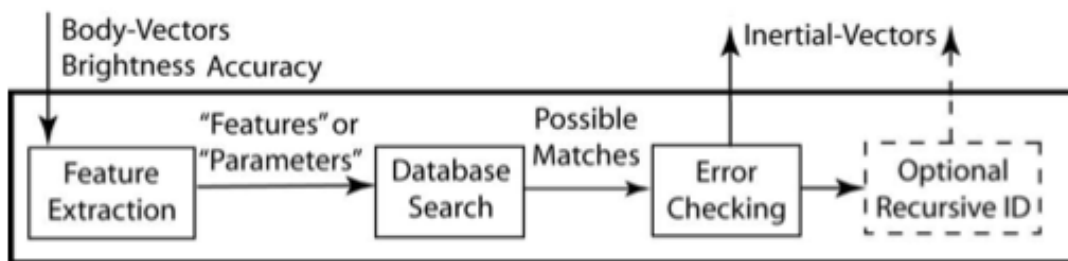 Body-Vectors
Brightness Accuracy
Inertial-Vectors
"Features" or
"Parameters"
Possible
Matches
Feature
Extraction
Database
Search
Error
Checking
Optional
Recursive ID